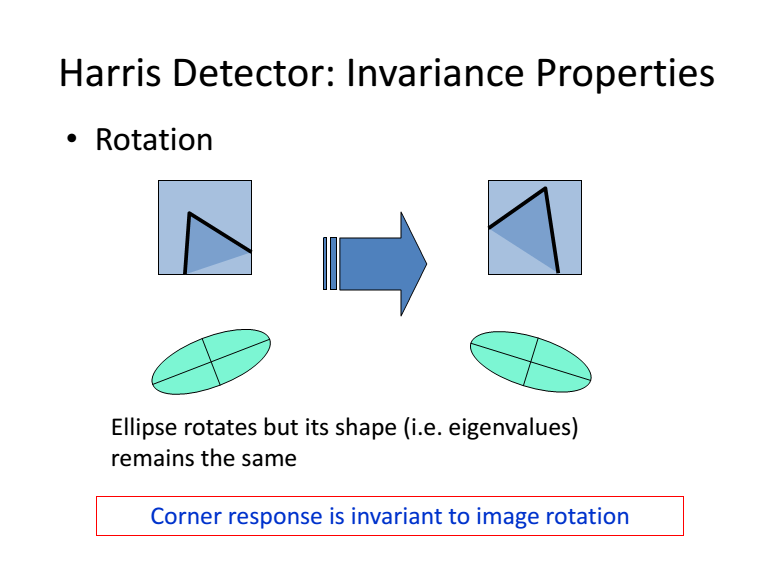 Harris Detector: Invariance Properties
• Rotation
Ellipse rotates but its shape (i.e. eigenvalues)
remains the same
Corner response is invariant to image rotation